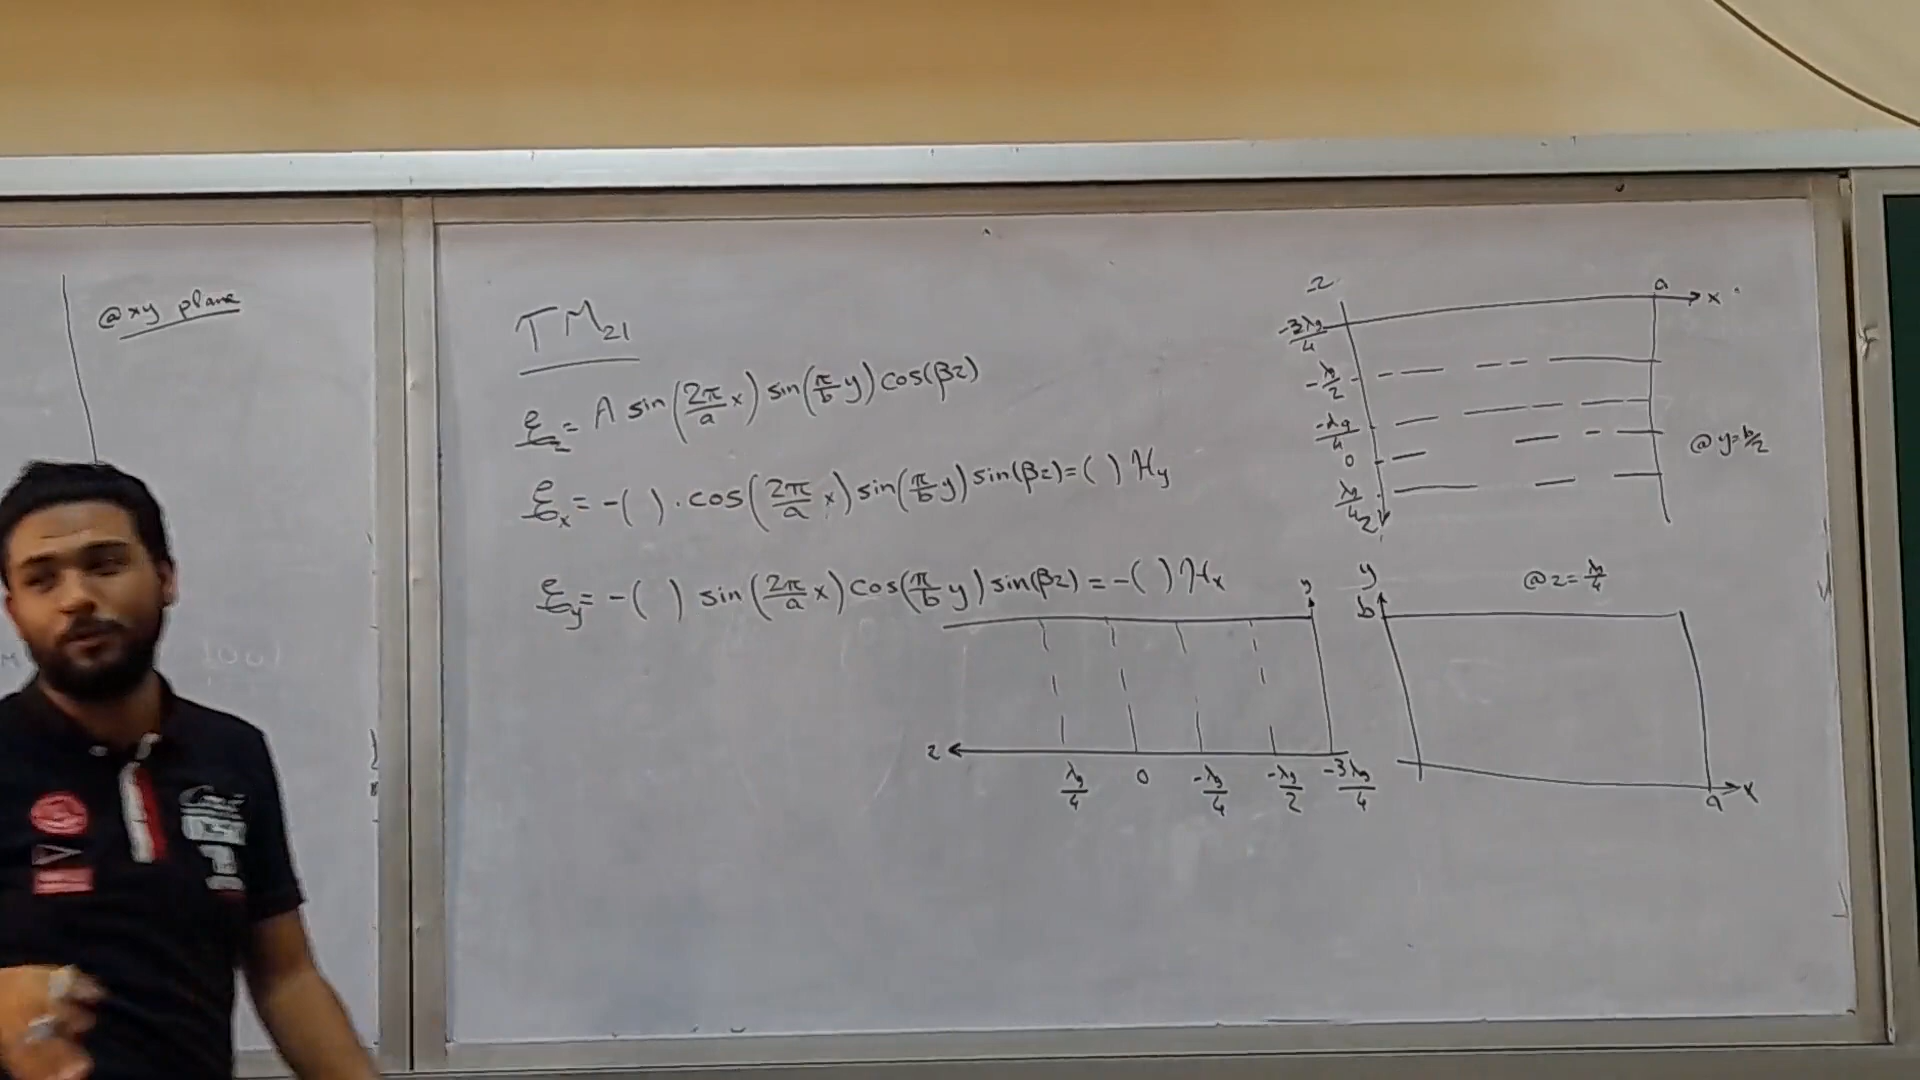 @ xy plane
TM₂₁
ℰz = A sin(2π/a x) sin(π/b y) cos(βz)
ℰx = -( ) · cos(2π/a x) sin(π/b y) sin(βz) = ( ) ℋy
ℰy = -( ) sin(2π/a x) cos(π/b y) sin(βz) = -( ) ℋx
a
x
-3λg/4
-λg/2
-λg/4
0
λg/4
z
@ y=b/2
y
z
λg/4 0 -λg/4 -λg/2 -3λg/4
y
b
@ z=λg/4
a
x